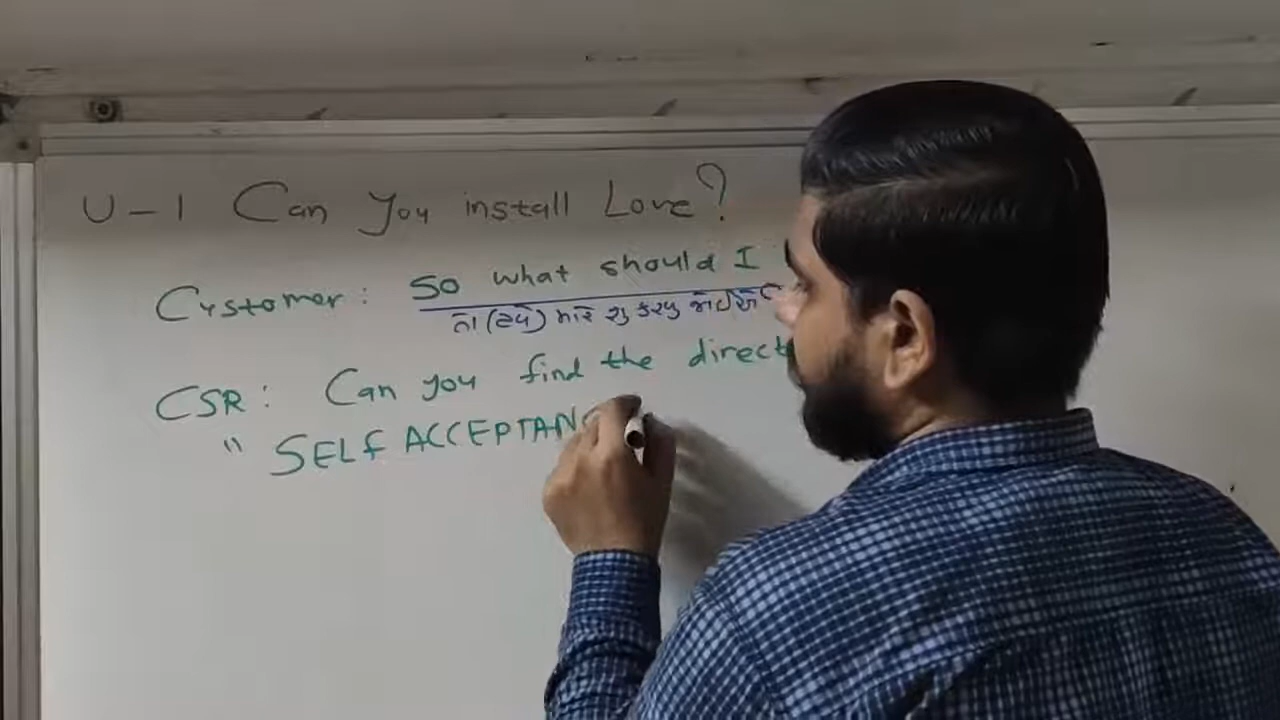 U-1 Can You install Love?
Customer: So what should I
તો (હવે) મારે શુ કરવુ જોઈએ
CSR: Can you find the direct
" SELF ACCEPTAN